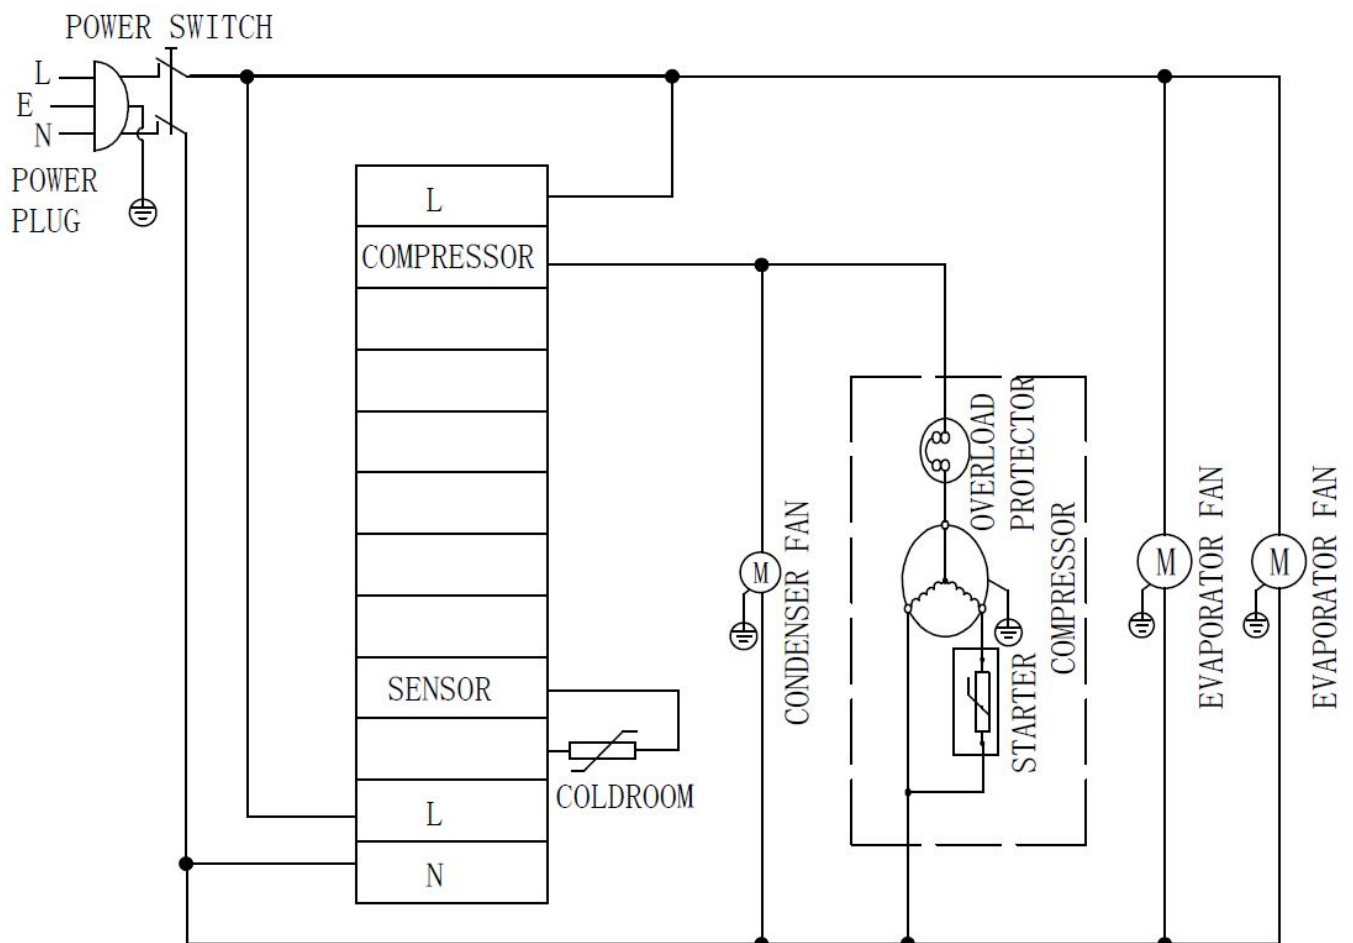 POWER SWITCH
L
E
N
POWER
PLUG
L
COMPRESSOR
SENSOR
COLDROOM
L
N
M
CONDENSER FAN
OVERLOAD
PROTECTOR
COMPRESSOR
STARTER
M
EVAPORATOR FAN
M
EVAPORATOR FAN